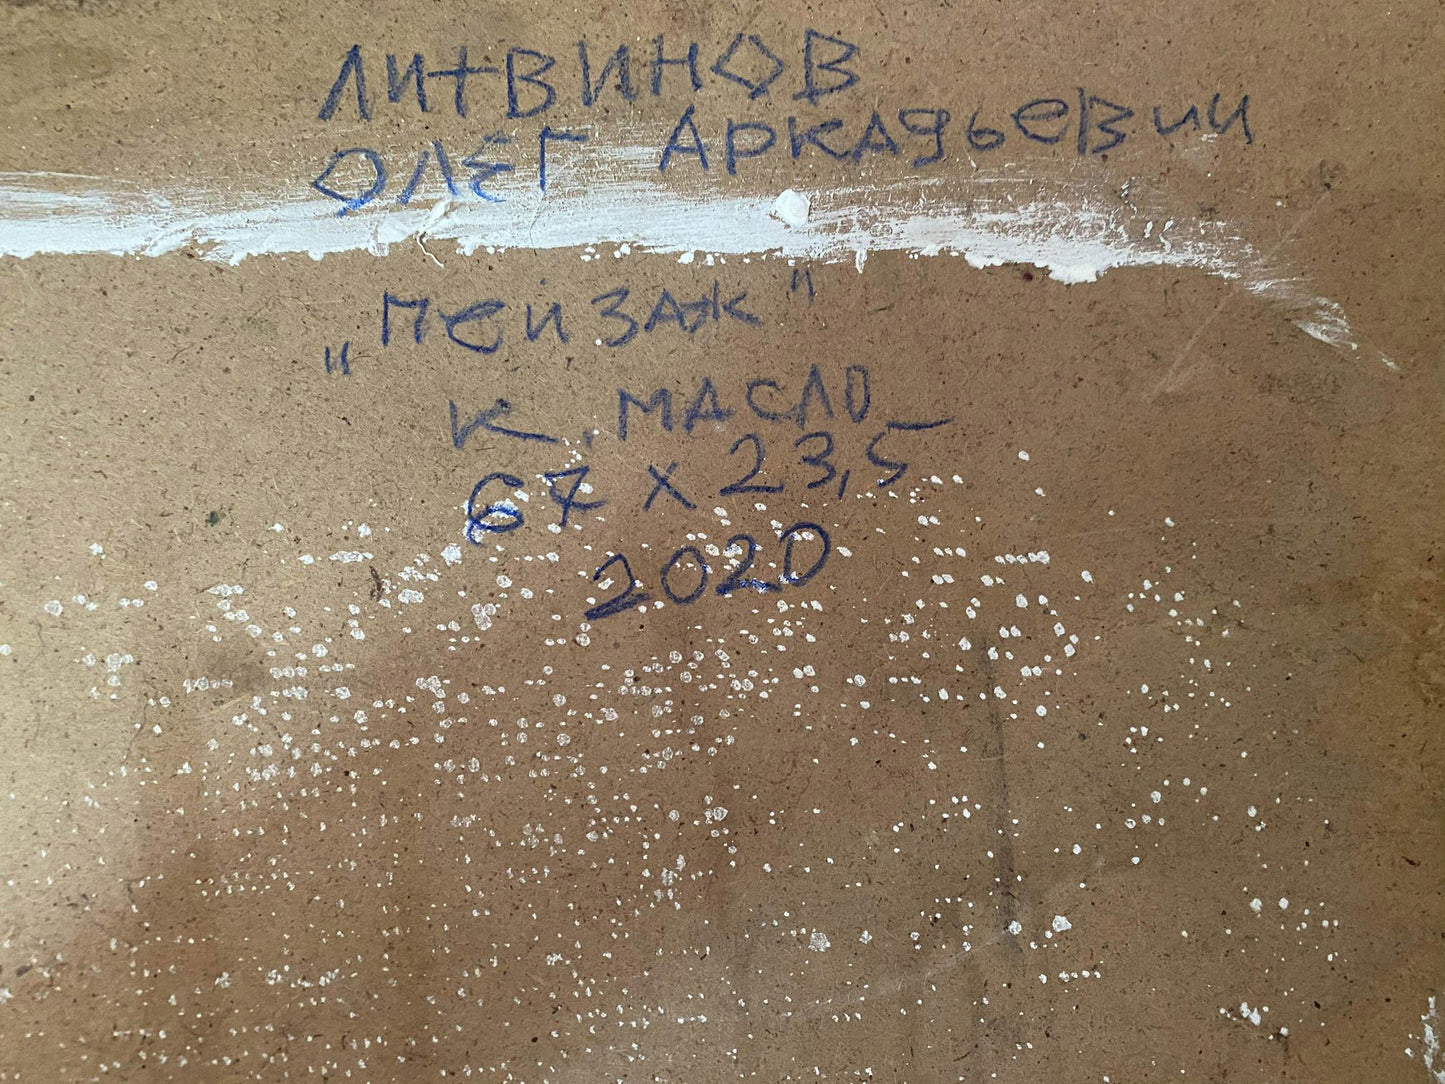 ЛИТВИНОВ
ОЛЕГ АРКАДЬЕВИЧ
„ПЕЙЗАЖ"
К. МАСЛО
67 x 23,5
2020